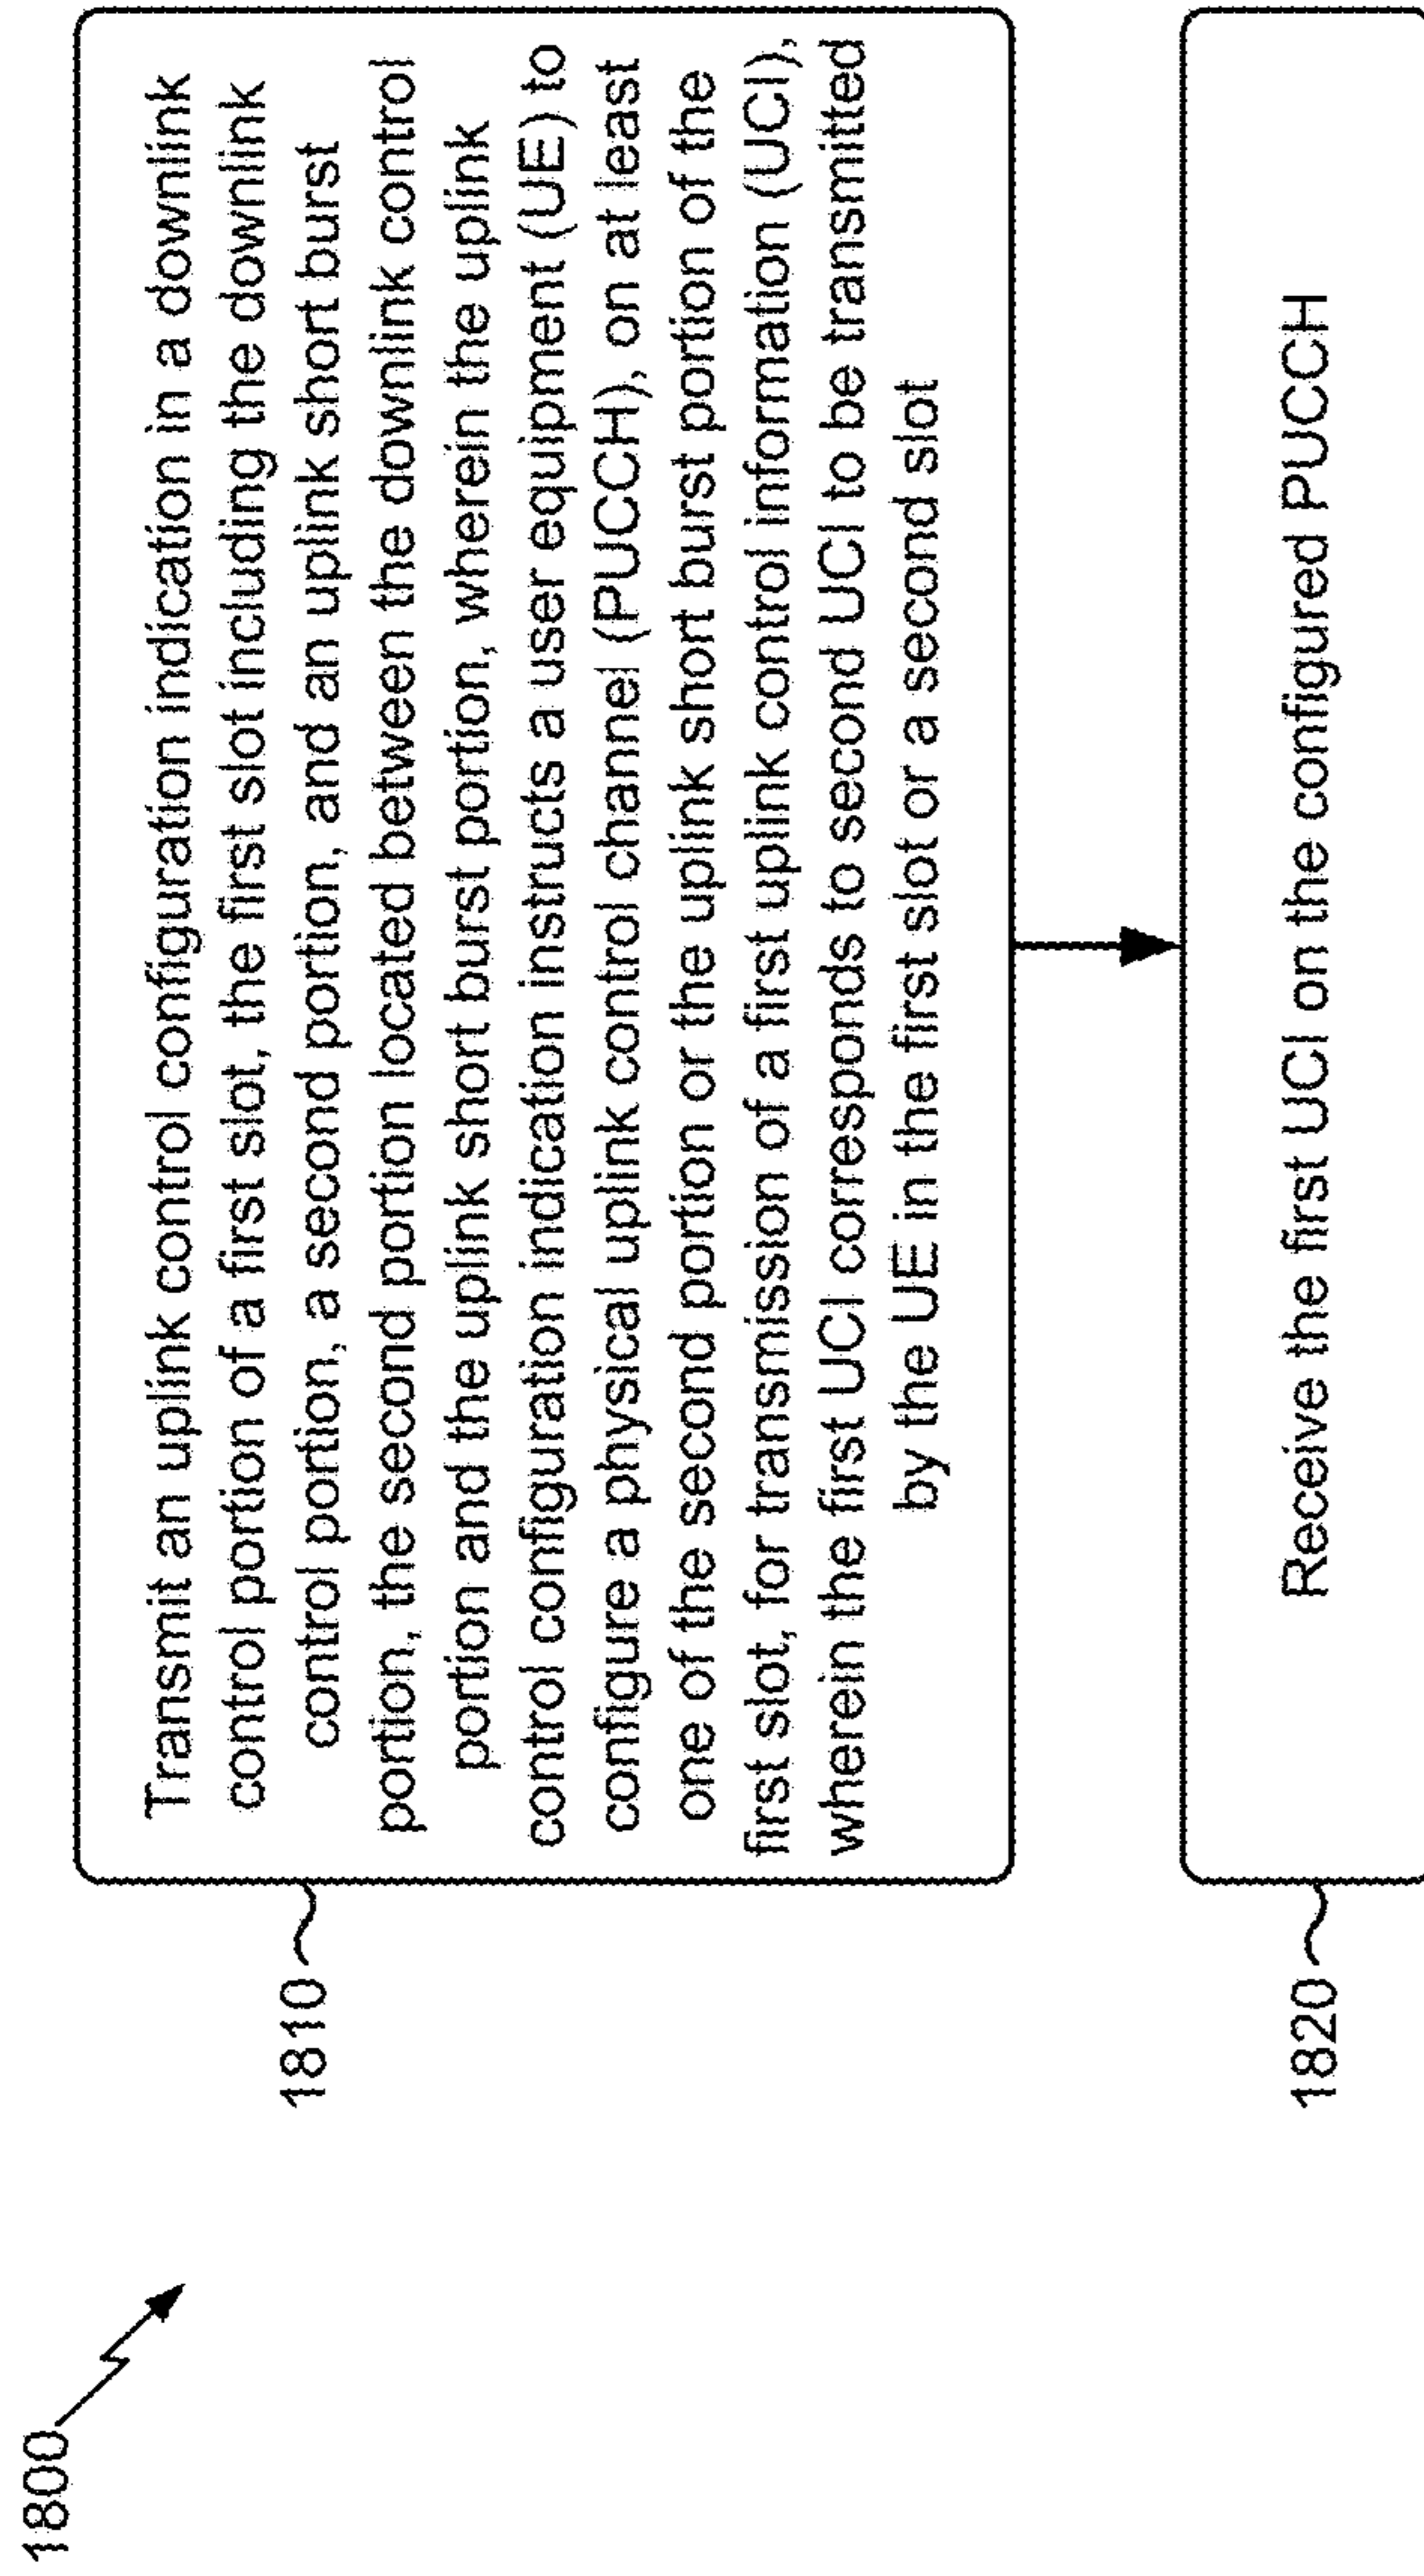 1800
1810
Transmit an uplink control configuration indication in a downlink
control portion of a first slot, the first slot including the downlink
control portion, a second portion, and an uplink short burst
portion, the second portion located between the downlink control
portion and the uplink short burst portion, wherein the uplink
control configuration indication instructs a user equipment (UE) to
configure a physical uplink control channel (PUCCH), on at least
one of the second portion or the uplink short burst portion of the
first slot, for transmission of a first uplink control information (UCI),
wherein the first UCI corresponds to second UCI to be transmitted
by the UE in the first slot or a second slot
1820
Receive the first UCI on the configured PUCCH